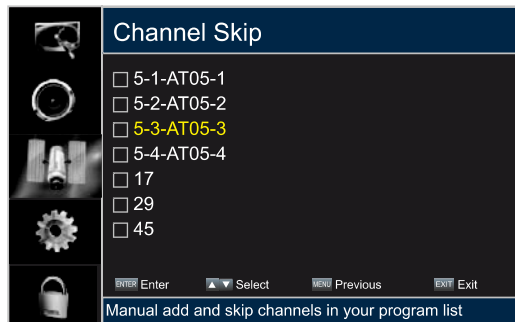 Channel Skip
5-1-AT05-1
5-2-AT05-2
5-3-AT05-3
5-4-AT05-4
17
29
45
ENTER Enter ▲ ▼ Select MENU Previous EXIT Exit
Manual add and skip channels in your program list